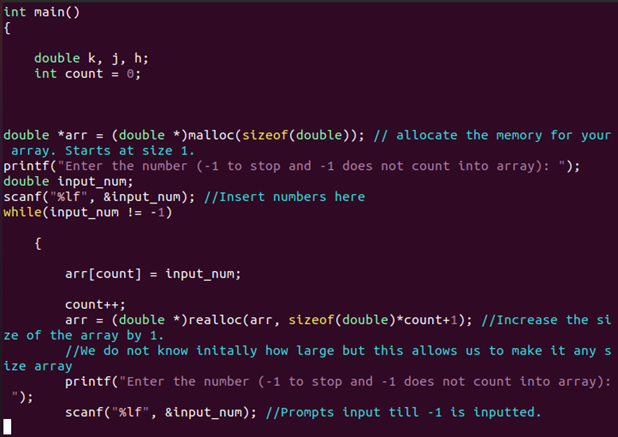 int main()
{
    double k, j, h;
    int count = 0;
double *arr = (double *)malloc(sizeof(double)); // allocate the memory for your
 array. Starts at size 1.
printf("Enter the number (-1 to stop and -1 does not count into array): ");
double input_num;
scanf("%lf", &input_num); //Insert numbers here
while(input_num != -1)
    {
        arr[count] = input_num;
        count++;
        arr = (double *)realloc(arr, sizeof(double)*count+1); //Increase the si
ze of the array by 1.
        //We do not know initally how large but this allows us to make it any s
ize array
        printf("Enter the number (-1 to stop and -1 does not count into array):
 ");
        scanf("%lf", &input_num); //Prompts input till -1 is inputted.